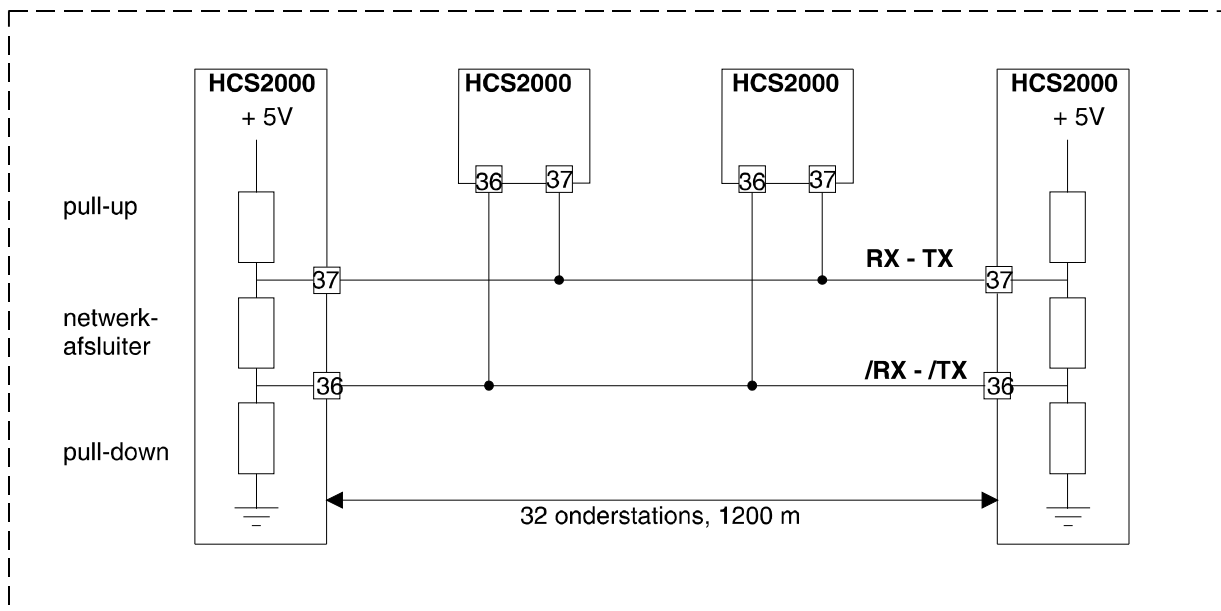 HCS2000 HCS2000 HCS2000 HCS2000
+ 5V + 5V
36 37 36 37
pull-up
RX - TX
37 37
netwerk-
afsluiter
/RX - /TX
36 36
pull-down
32 onderstations, 1200 m